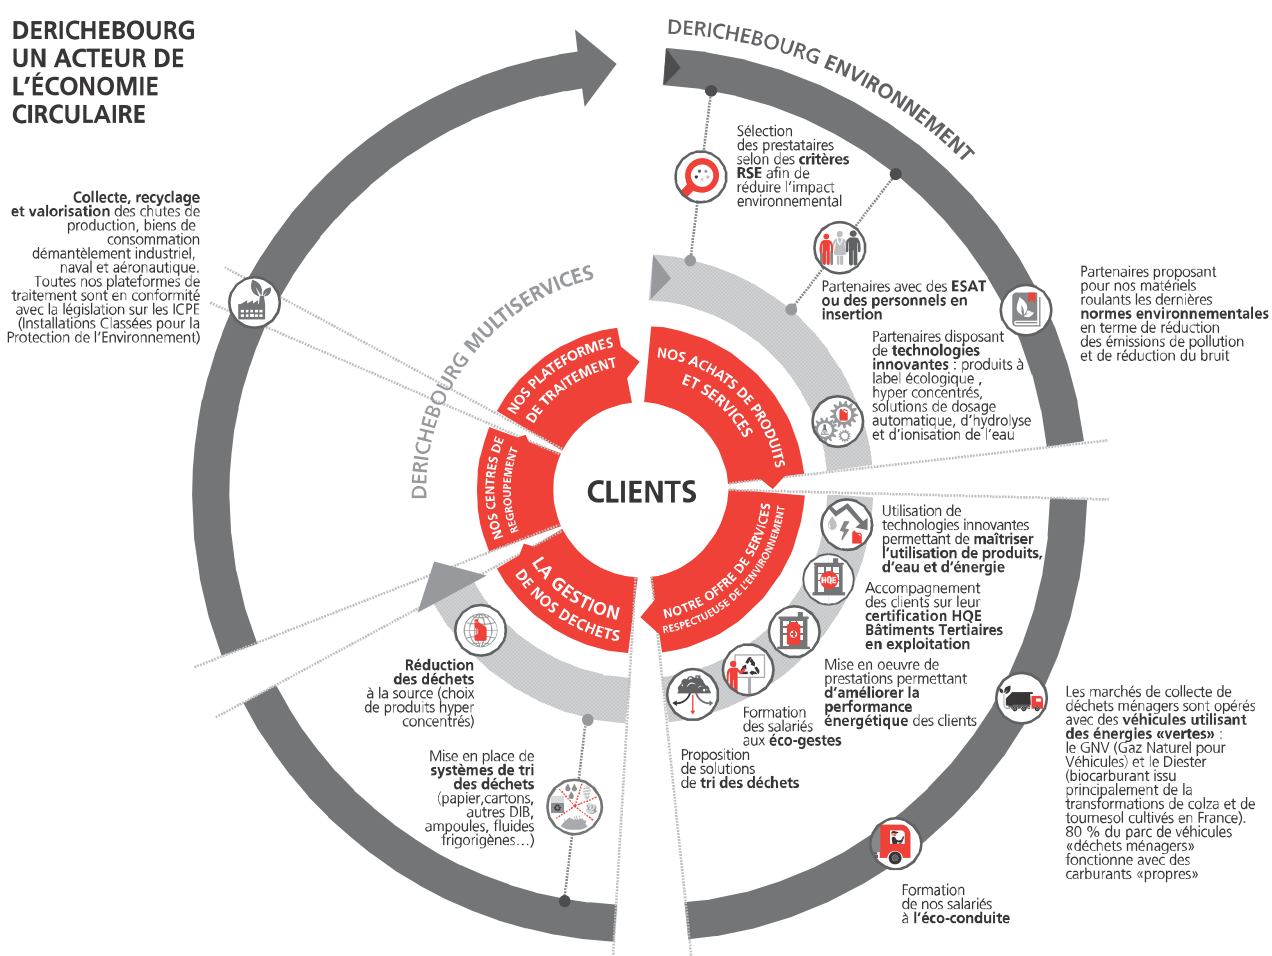 DERICHEBOURG
UN ACTEUR DE
L'ÉCONOMIE
CIRCULAIRE
DERICHEBOURG ENVIRONNEMENT
Sélection
des prestataires
selon des critères
RSE afin de
réduire l'impact
environnemental
Partenaires avec des ESAT
ou des personnels en
insertion
Partenaires proposant
pour nos matériels
roulants les dernières
normes environnementales
en terme de réduction
des émissions de pollution
et de réduction du bruit
Partenaires disposant
de technologies
innovantes : produits à
label écologique ,
hyper concentrés,
solutions de dosage
automatique, d'hydrolyse
et d'ionisation de l'eau
Collecte, recyclage
et valorisation des chutes de
production, biens de
consommation
démantèlement industriel,
naval et aéronautique.
Toutes nos plateformes de
traitement sont en conformité
avec la législation sur les ICPE
(Installations Classées pour la
Protection de l'Environnement)
DERICHEBOURG MULTISERVICES
NOS PLATEFORMES
DE TRAITEMENT
NOS ACHATS DE PRODUITS
ET SERVICES
NOS CENTRES DE
REGROUPEMENT
CLIENTS
LA GESTION
DE NOS DECHETS
NOTRE OFFRE DE SERVICES
RESPECTUEUSE DE L'ENVIRONNEMENT
Utilisation de
technologies innovantes
permettant de maîtriser
l'utilisation de produits,
d'eau et d'énergie
HQE
Accompagnement
des clients sur leur
certification HQE
Bâtiments Tertiaires
en exploitation
Mise en oeuvre de
prestations permettant
d'améliorer la
performance
énergétique des clients
Formation
des salariés
aux éco-gestes
Proposition
de solutions
de tri des déchets
Réduction
des déchets
à la source (choix
de produits hyper
concentrés)
Mise en place de
systèmes de tri
des déchets
(papier,cartons,
autres DIB,
ampoules, fluides
frigorigènes...)
Les marchés de collecte de
déchets ménagers sont opérés
avec des véhicules utilisant
des énergies «vertes» :
le GNV (Gaz Naturel pour
Véhicules) et le Diester
(biocarburant issu
principalement de la
transformations de colza et de
tournesol cultivés en France).
80 % du parc de véhicules
«déchets ménagers»
fonctionne avec des
carburants «propres»
Formation
de nos salariés
à l'éco-conduite